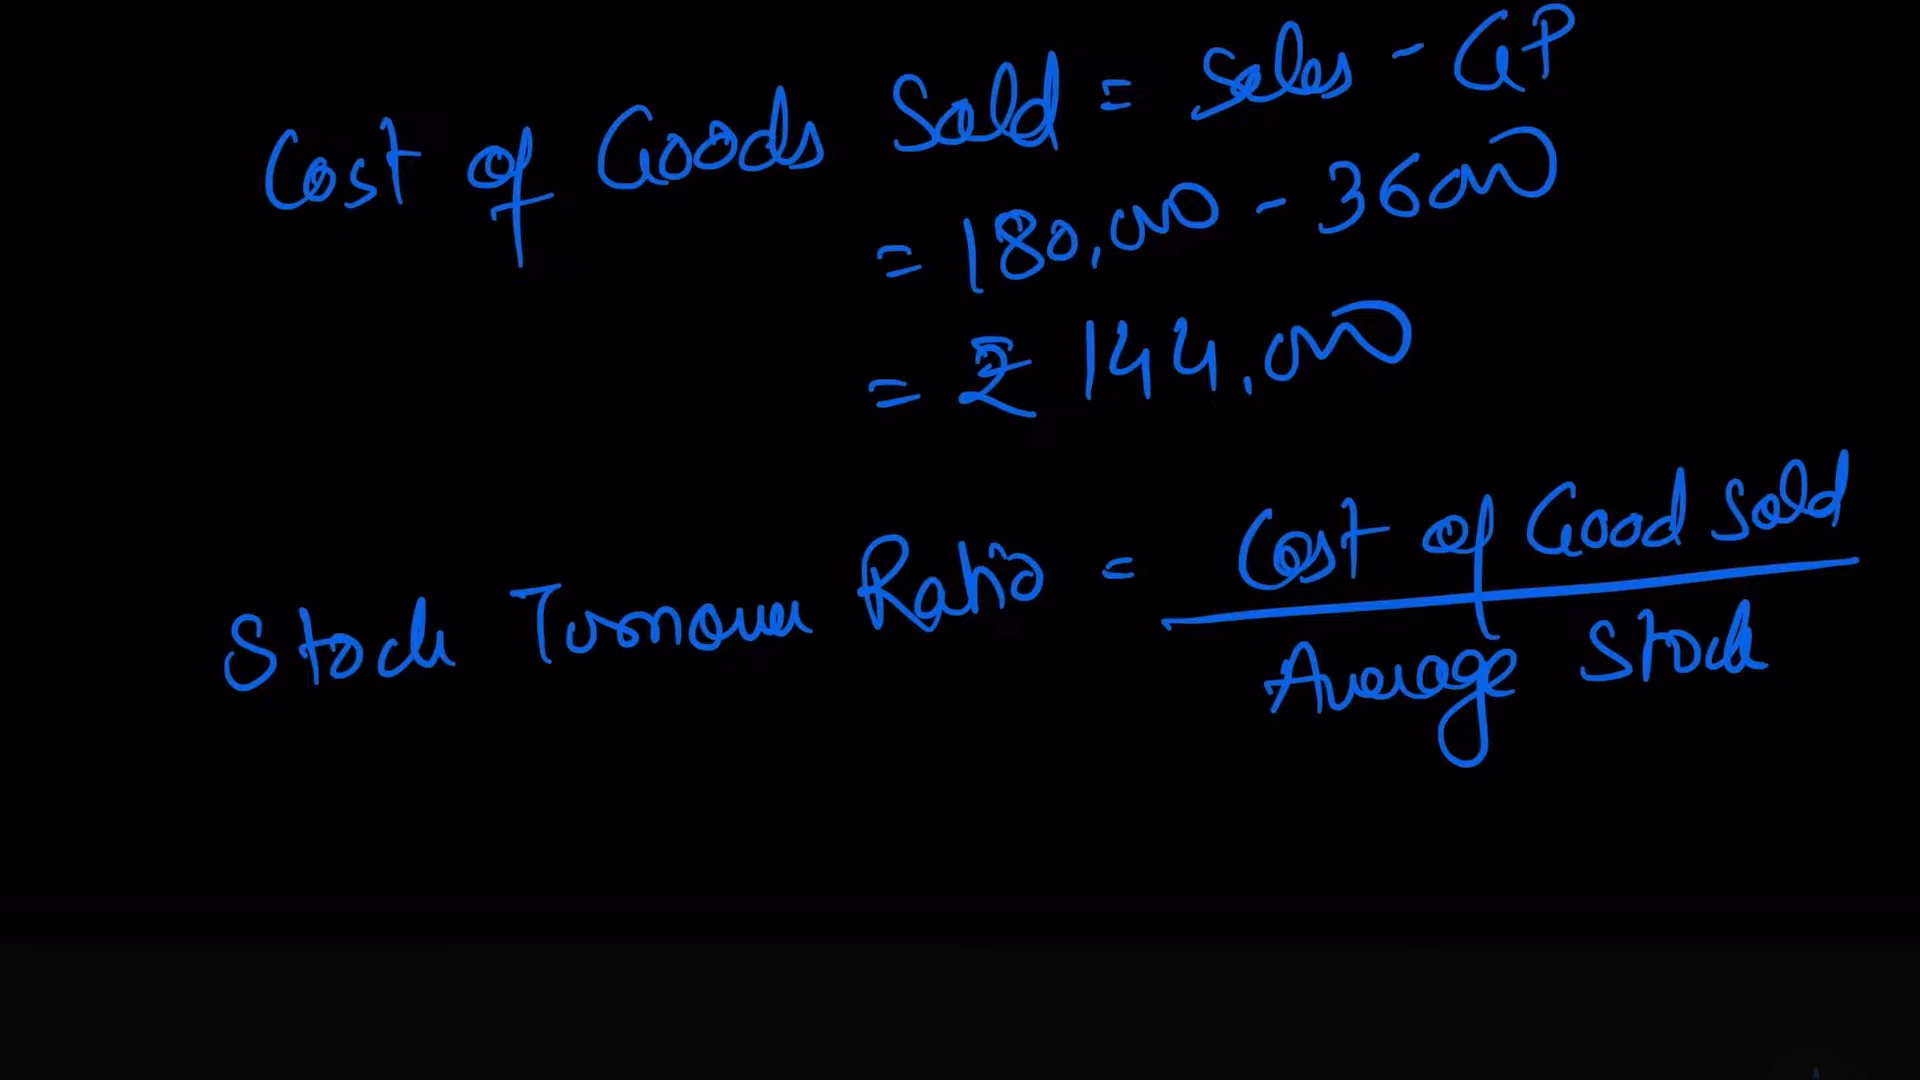 Cost of Goods Sold = Sales - GP
= 180,000 - 36000
= ₹ 144,000
Stock Turnover Ratio = Cost of Good Sold
Average Stock